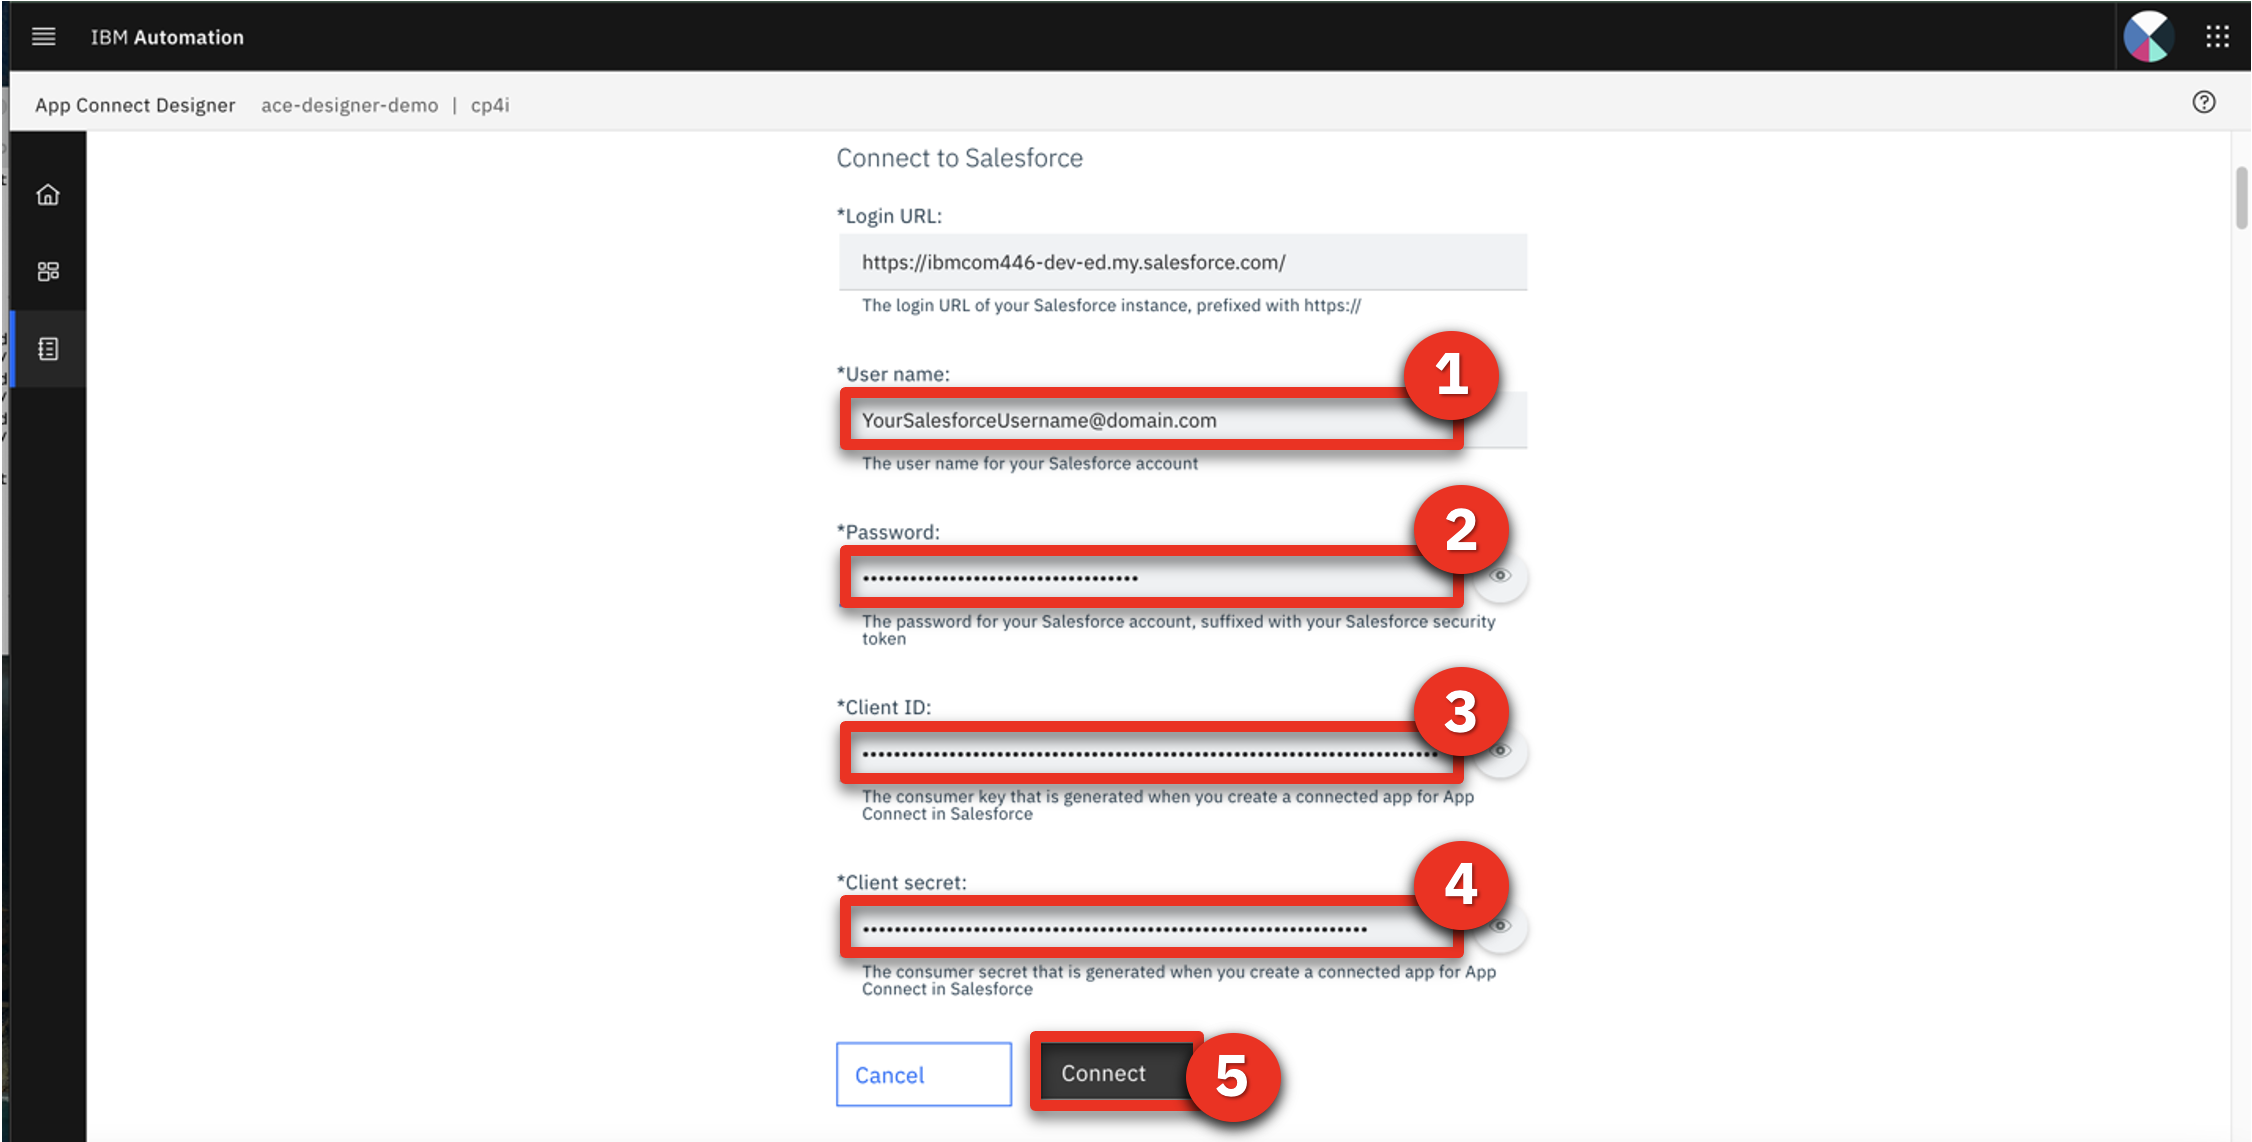 IBM Automation
App Connect Designer ace-designer-demo | cp4i
Connect to Salesforce
*Login URL:
https://ibmcom446-dev-ed.my.salesforce.com/
The login URL of your Salesforce instance, prefixed with https://
*User name:
1
YourSalesforceUsername@domain.com
The user name for your Salesforce account
*Password:
2
•••••••••••••••••••••••••••••••••••
The password for your Salesforce account, suffixed with your Salesforce security
token
*Client ID:
3
The consumer key that is generated when you create a connected app for App
Connect in Salesforce
*Client secret:
4
The consumer secret that is generated when you create a connected app for App
Connect in Salesforce
Cancel
Connect
5